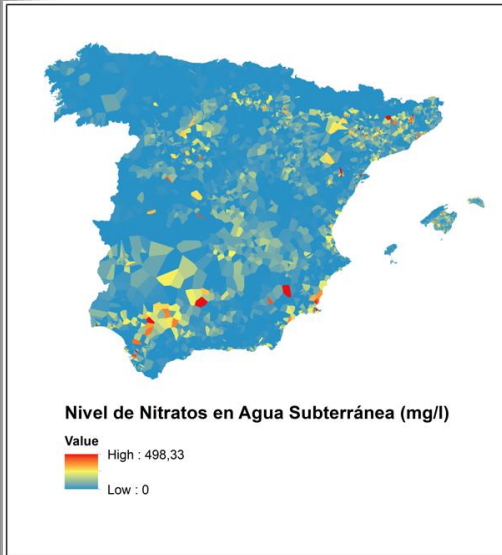 Nivel de Nitratos en Agua Subterránea (mg/l)
Value
High : 498,33
Low : 0